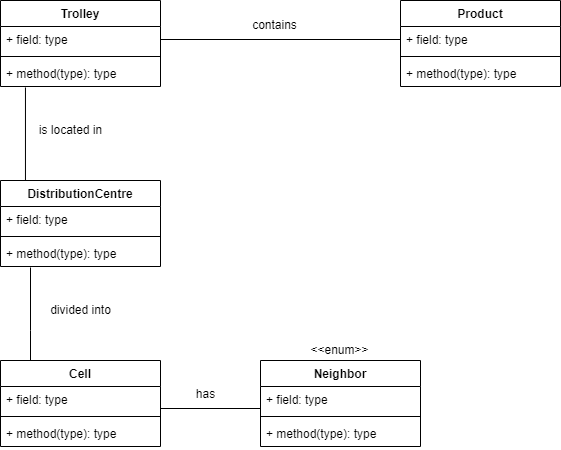 Trolley
+ field: type
+ method(type): type
contains
Product
+ field: type
+ method(type): type
is located in
DistributionCentre
+ field: type
+ method(type): type
divided into
Cell
+ field: type
+ method(type): type
has
<<enum>>
Neighbor
+ field: type
+ method(type): type